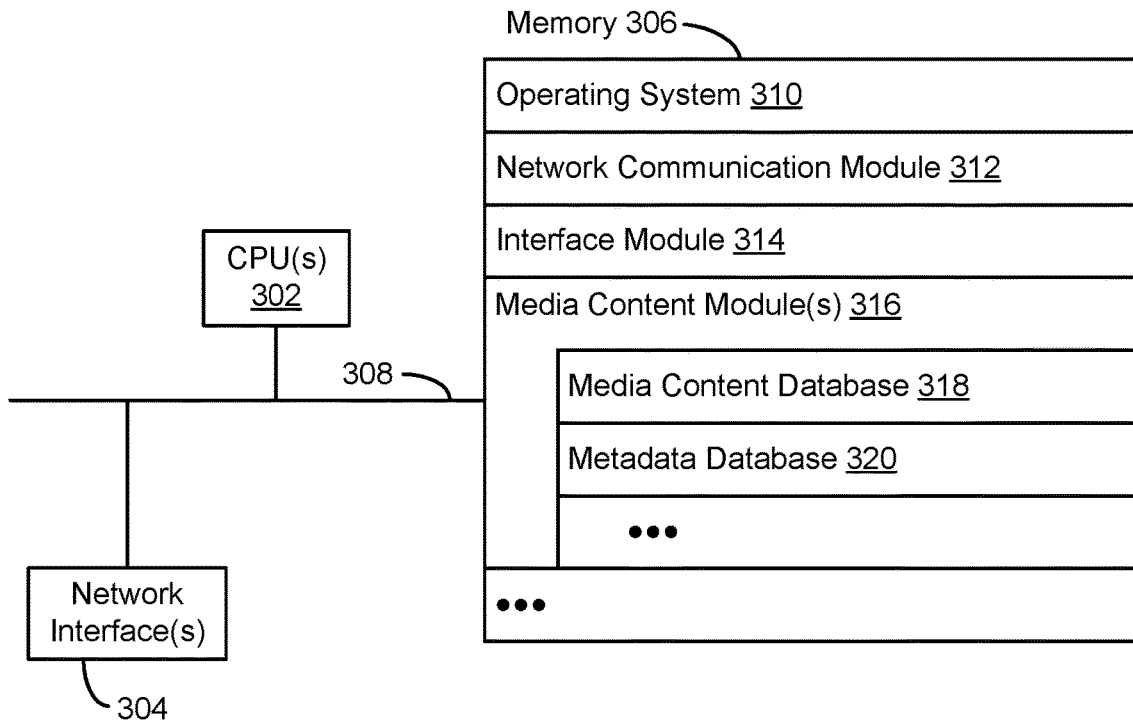 Memory 306
Operating System 310
Network Communication Module 312
Interface Module 314
CPU(s)
302
Media Content Module(s) 316
308
Media Content Database 318
Metadata Database 320
•••
Network
Interface(s)
•••
304